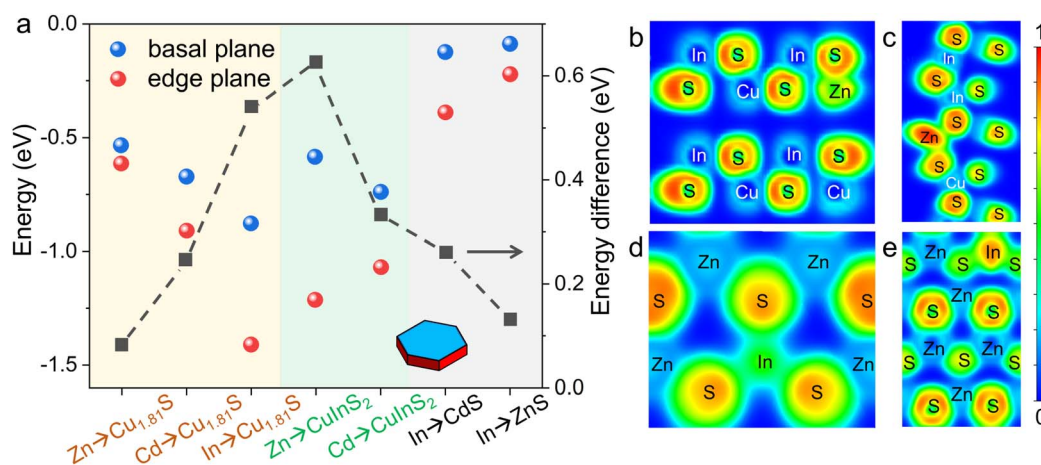 a
basal plane
edge plane
Energy (eV)
0.0
-0.5
-1.0
-1.5
Energy difference (eV)
0.6
0.4
0.2
0.0
Zn→Cu₁.₈₁S
Cd→Cu₁.₈₁S
In→Cu₁.₈₁S
Zn→CuInS₂
Cd→CuInS₂
In→CdS
In→ZnS
b
In S In S
S Cu S Zn
In S In S
S Cu S Cu
c
S
S
In
S
S
In
S
S
Zn
S
S
Cu
S
S
d
Zn Zn
S S S
Zn In Zn
S S
e
Zn In
S S S
Zn
S S
Zn Zn
S S S
Zn
S S
1
0